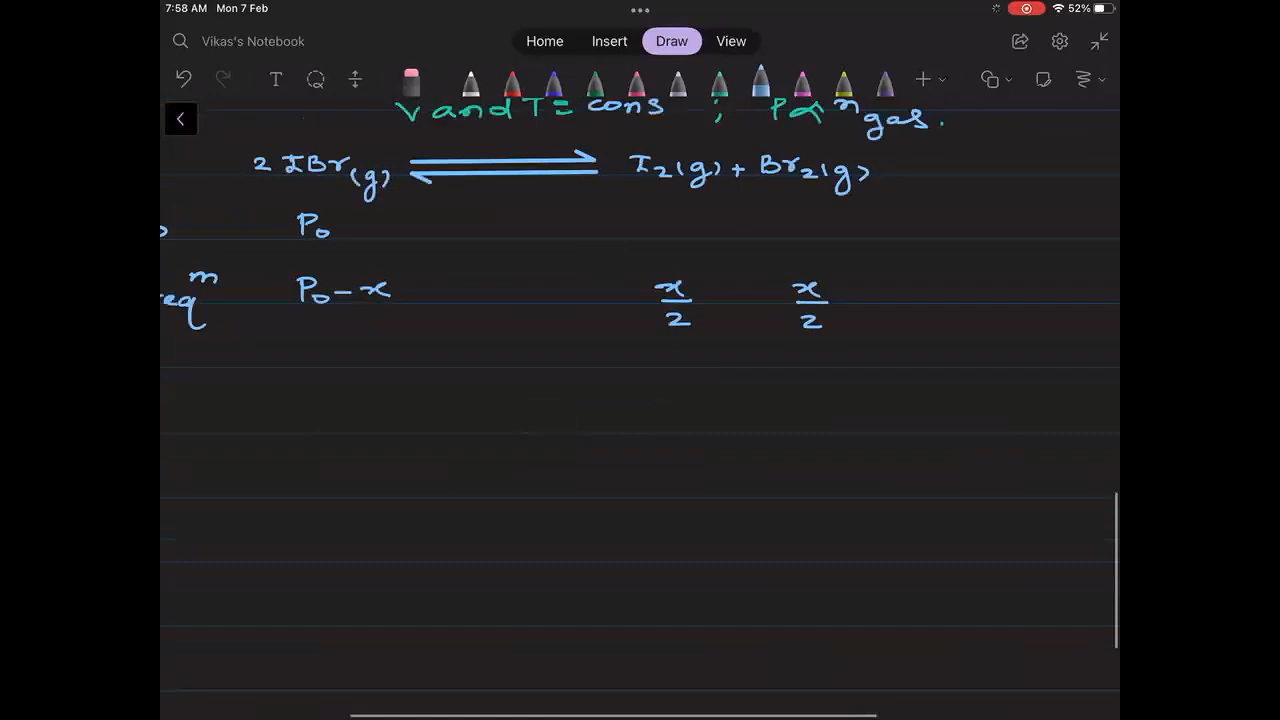 7:58 AM Mon 7 Feb
52%
Vikas's Notebook
Home Insert Draw View
V and T = cons ; P ∝ n gas.
2 IBr(g) ⇌ I2(g) + Br2(g)
P0
eq^m P0 - x x/2 x/2